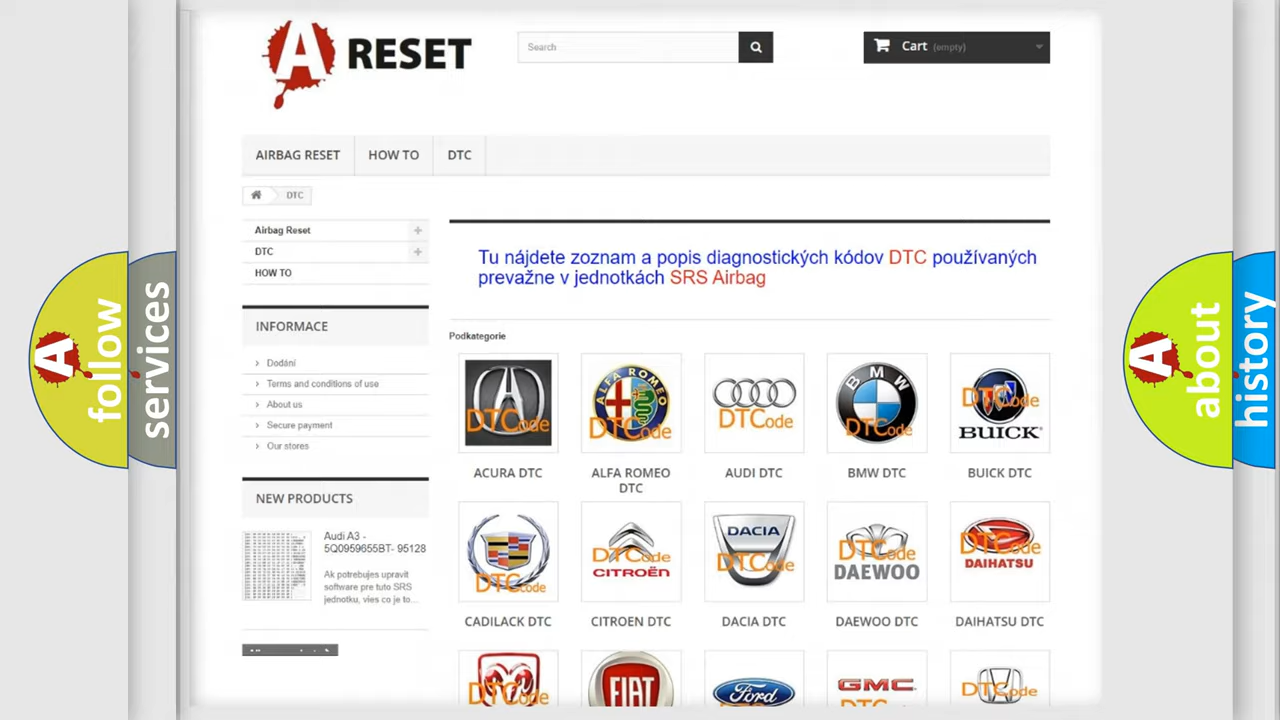 A RESET
Search
Cart (empty)
AIRBAG RESET
HOW TO
DTC
DTC
Airbag Reset
DTC
HOW TO
INFORMACE
Dodání
Terms and conditions of use
About us
Secure payment
Our stores
NEW PRODUCTS
Audi A3 -
5Q0959655BT- 95128
Ak potrebujes upravit
software pre tuto SRS
jednotku, vies co je to...
Tu nájdete zoznam a popis diagnostických kódov DTC používaných
prevažne v jednotkách SRS Airbag
Podkategorie
DTCode
ALFA ROMEO
DTCode
DTCode
BMW
DTCode
DTCode
BUICK
ACURA DTC
ALFA ROMEO
DTC
AUDI DTC
BMW DTC
BUICK DTC
DTCode
DTCode
CITROËN
DACIA
DTCode
DTCode
DAEWOO
DTCode
DAIHATSU
CADILACK DTC
CITROEN DTC
DACIA DTC
DAEWOO DTC
DAIHATSU DTC
DTCode
FIAT
Ford
GMC
DTCode
A follow
services
A about
history